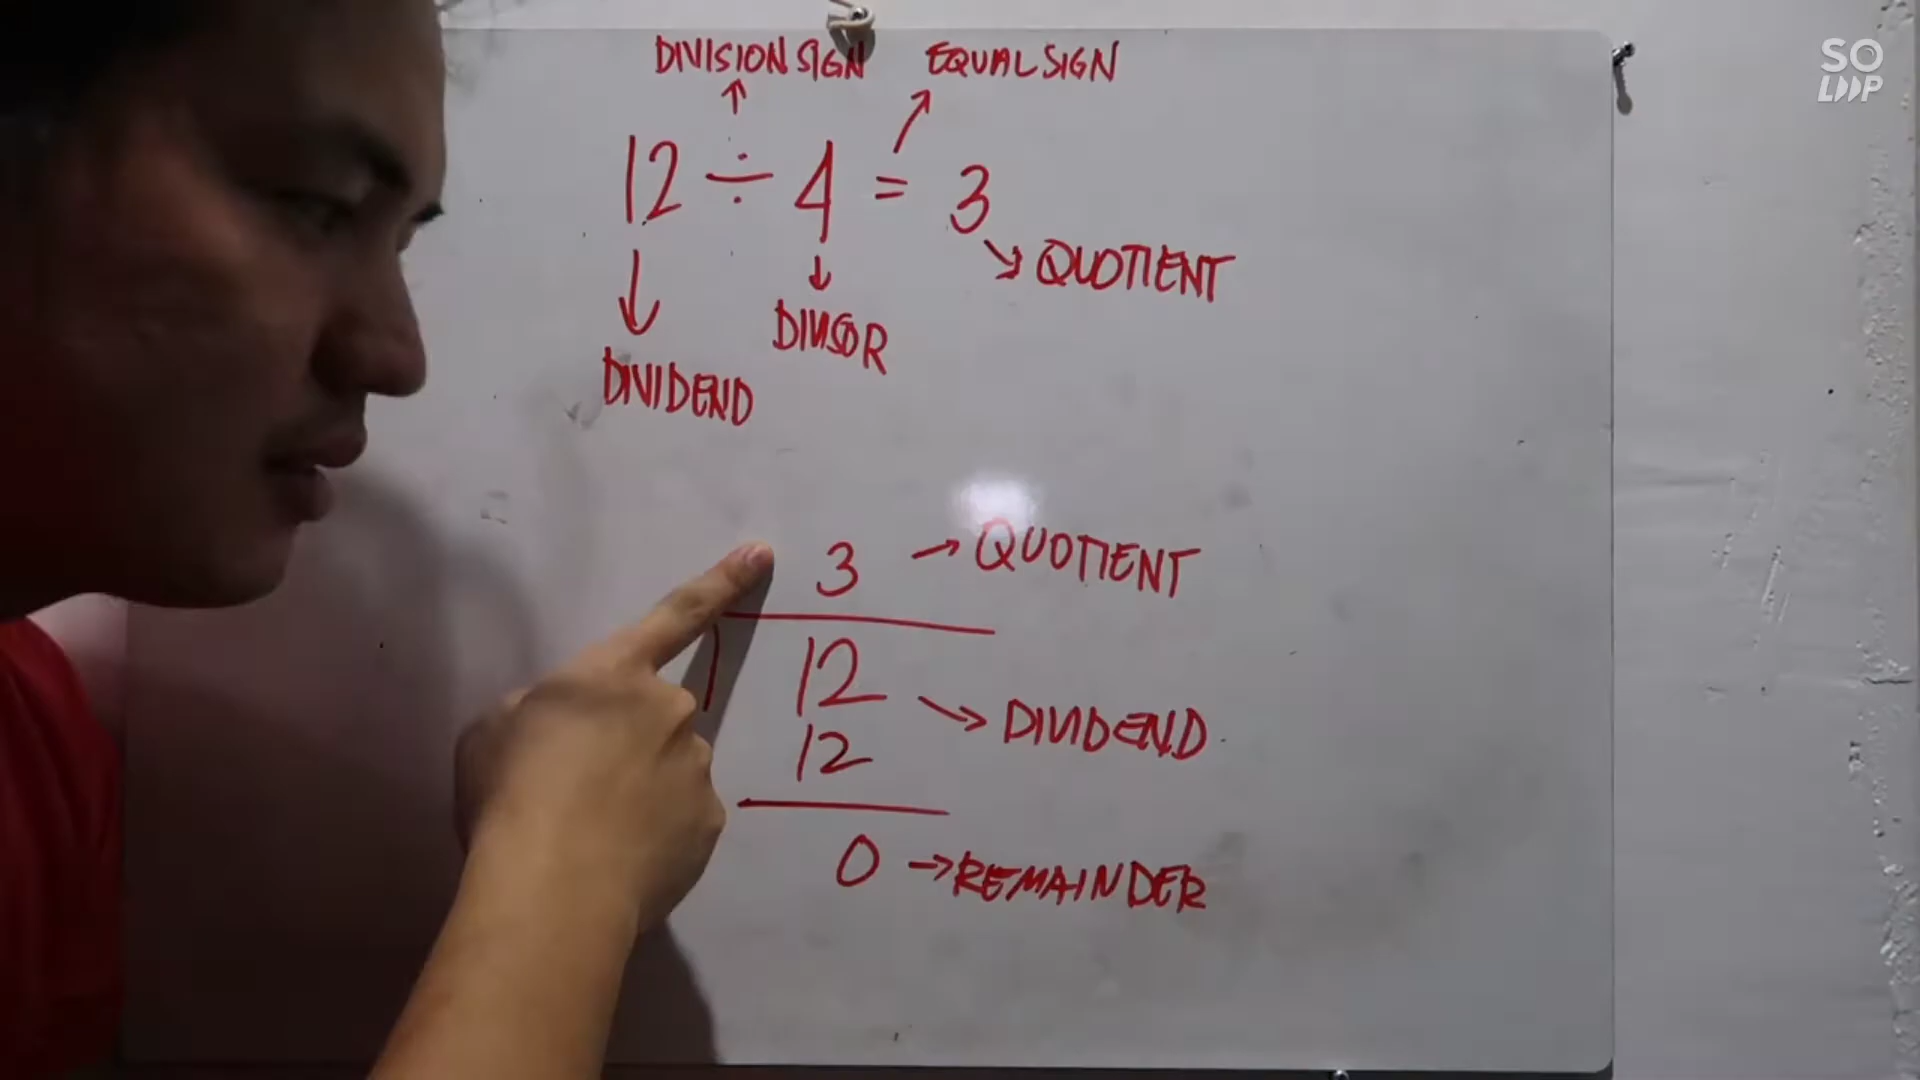 DIVISION SIGN EQUAL SIGN
12 ÷ 4 = 3
QUOTIENT
DIVISOR
DIVIDEND
3 → QUOTIENT
12
DIVIDEND
12
0 → REMAINDER
SO
LOOP